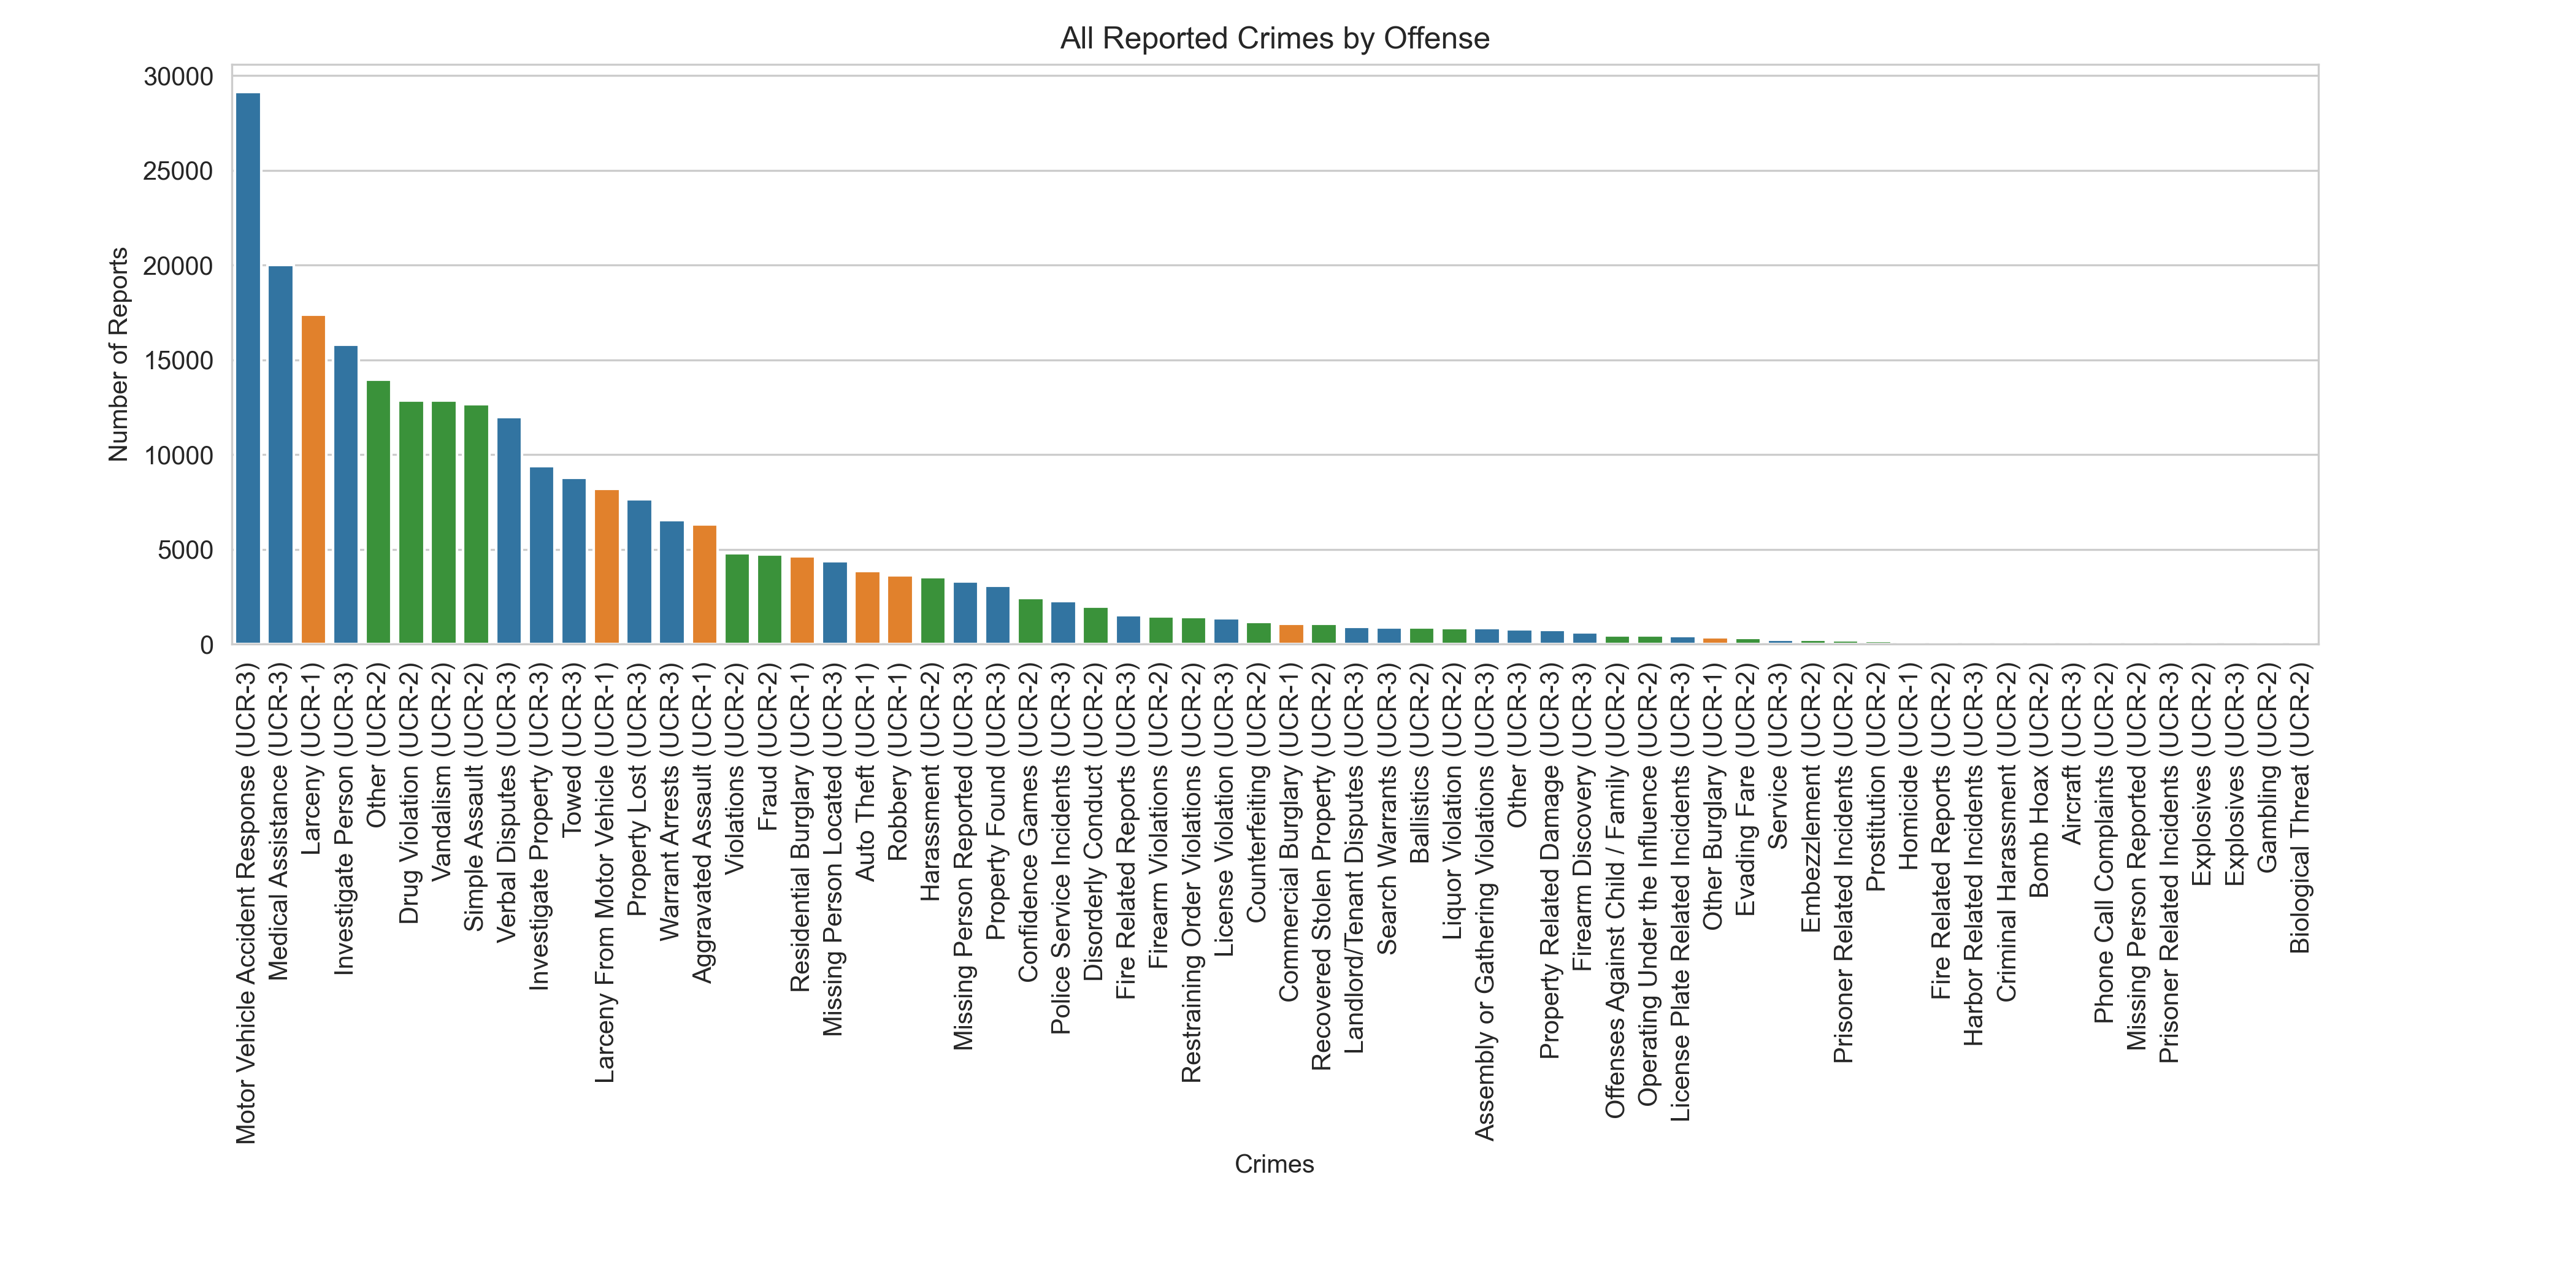 All Reported Crimes by Offense
Number of Reports
30000
25000
20000
15000
10000
5000
0
Motor Vehicle Accident Response (UCR-3)
Medical Assistance (UCR-3)
Larceny (UCR-1)
Investigate Person (UCR-3)
Other (UCR-2)
Drug Violation (UCR-2)
Vandalism (UCR-2)
Simple Assault (UCR-2)
Verbal Disputes (UCR-3)
Investigate Property (UCR-3)
Towed (UCR-3)
Larceny From Motor Vehicle (UCR-1)
Property Lost (UCR-3)
Warrant Arrests (UCR-3)
Aggravated Assault (UCR-1)
Violations (UCR-2)
Fraud (UCR-2)
Residential Burglary (UCR-1)
Missing Person Located (UCR-3)
Auto Theft (UCR-1)
Robbery (UCR-1)
Harassment (UCR-2)
Missing Person Reported (UCR-3)
Property Found (UCR-3)
Confidence Games (UCR-2)
Police Service Incidents (UCR-3)
Disorderly Conduct (UCR-2)
Fire Related Reports (UCR-3)
Firearm Violations (UCR-2)
Restraining Order Violations (UCR-2)
License Violation (UCR-3)
Counterfeiting (UCR-2)
Commercial Burglary (UCR-1)
Recovered Stolen Property (UCR-2)
Landlord/Tenant Disputes (UCR-3)
Search Warrants (UCR-3)
Ballistics (UCR-2)
Liquor Violation (UCR-2)
Assembly or Gathering Violations (UCR-3)
Other (UCR-3)
Property Related Damage (UCR-3)
Firearm Discovery (UCR-3)
Offenses Against Child / Family (UCR-2)
Operating Under the Influence (UCR-2)
License Plate Related Incidents (UCR-3)
Other Burglary (UCR-1)
Evading Fare (UCR-2)
Service (UCR-3)
Embezzlement (UCR-2)
Prisoner Related Incidents (UCR-2)
Prostitution (UCR-2)
Homicide (UCR-1)
Fire Related Reports (UCR-2)
Harbor Related Incidents (UCR-3)
Criminal Harassment (UCR-2)
Bomb Hoax (UCR-2)
Aircraft (UCR-3)
Phone Call Complaints (UCR-2)
Missing Person Reported (UCR-2)
Prisoner Related Incidents (UCR-3)
Explosives (UCR-2)
Explosives (UCR-3)
Gambling (UCR-2)
Biological Threat (UCR-2)
Crimes